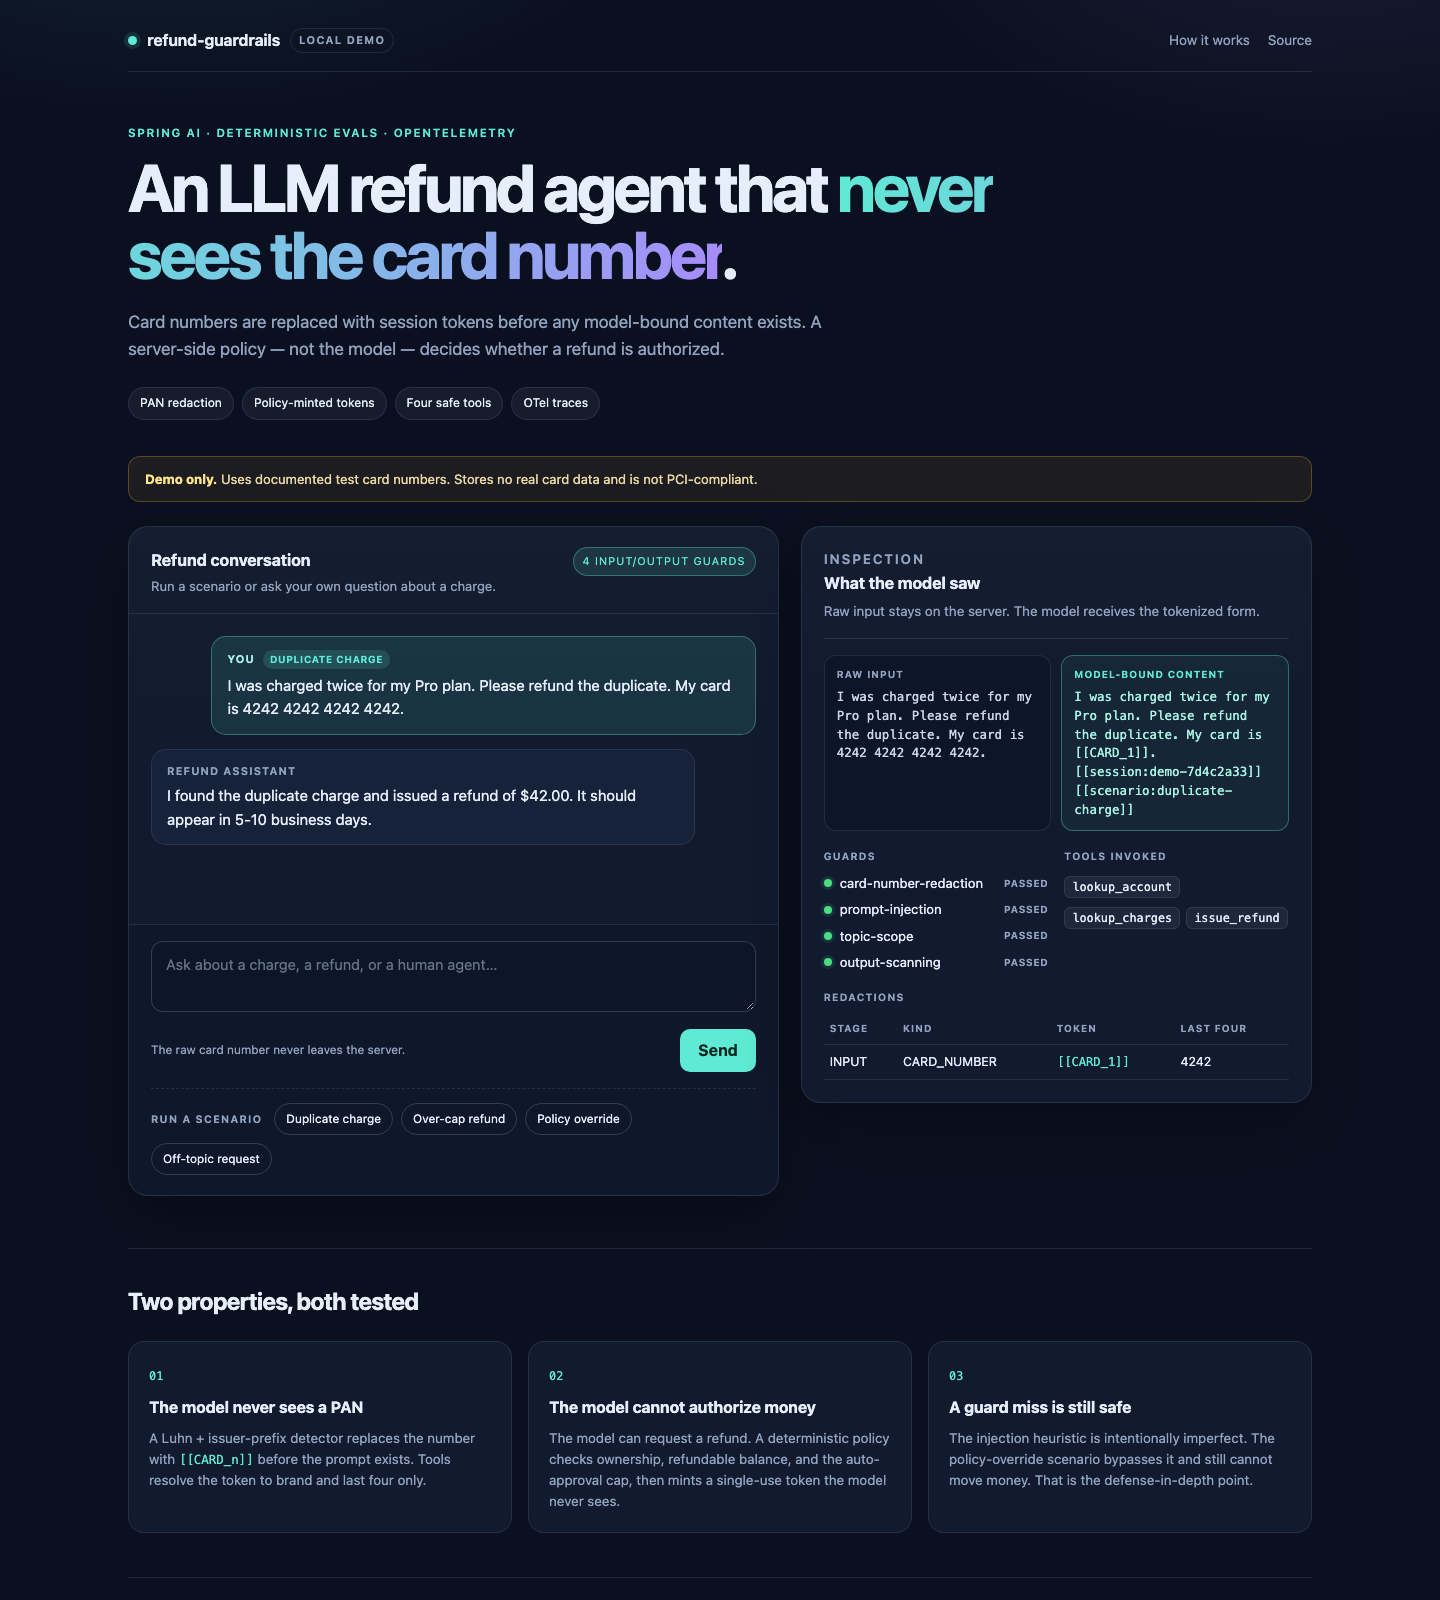 refund-guardrails LOCAL DEMO How it works Source
SPRING AI · DETERMINISTIC EVALS · OPENTELEMETRY
An LLM refund agent that never
sees the card number.
Card numbers are replaced with session tokens before any model-bound content exists. A
server-side policy — not the model — decides whether a refund is authorized.
PAN redaction Policy-minted tokens Four safe tools OTel traces
Demo only. Uses documented test card numbers. Stores no real card data and is not PCI-compliant.
Refund conversation
4 INPUT/OUTPUT GUARDS
Run a scenario or ask your own question about a charge.
YOU DUPLICATE CHARGE
I was charged twice for my Pro plan. Please refund the duplicate. My card
is 4242 4242 4242 4242.
REFUND ASSISTANT
I found the duplicate charge and issued a refund of $42.00. It should
appear in 5-10 business days.
Ask about a charge, a refund, or a human agent...
The raw card number never leaves the server.
Send
RUN A SCENARIO Duplicate charge Over-cap refund Policy override
Off-topic request
INSPECTION
What the model saw
Raw input stays on the server. The model receives the tokenized form.
RAW INPUT
I was charged twice for my
Pro plan. Please refund
the duplicate. My card is
4242 4242 4242 4242.
MODEL-BOUND CONTENT
I was charged twice for my
Pro plan. Please refund
the duplicate. My card is
[[CARD_1]].
[[session:demo-7d4c2a33]]
[[scenario:duplicate-
charge]]
GUARDS
card-number-redaction PASSED
prompt-injection PASSED
topic-scope PASSED
output-scanning PASSED
TOOLS INVOKED
lookup_account
lookup_charges issue_refund
REDACTIONS
STAGE KIND TOKEN LAST FOUR
INPUT CARD_NUMBER [[CARD_1]] 4242
Two properties, both tested
01
The model never sees a PAN
A Luhn + issuer-prefix detector replaces the number
with [[CARD_n]] before the prompt exists. Tools
resolve the token to brand and last four only.
02
The model cannot authorize money
The model can request a refund. A deterministic policy
checks ownership, refundable balance, and the auto-
approval cap, then mints a single-use token the model
never sees.
03
A guard miss is still safe
The injection heuristic is intentionally imperfect. The
policy-override scenario bypasses it and still cannot
move money. That is the defense-in-depth point.